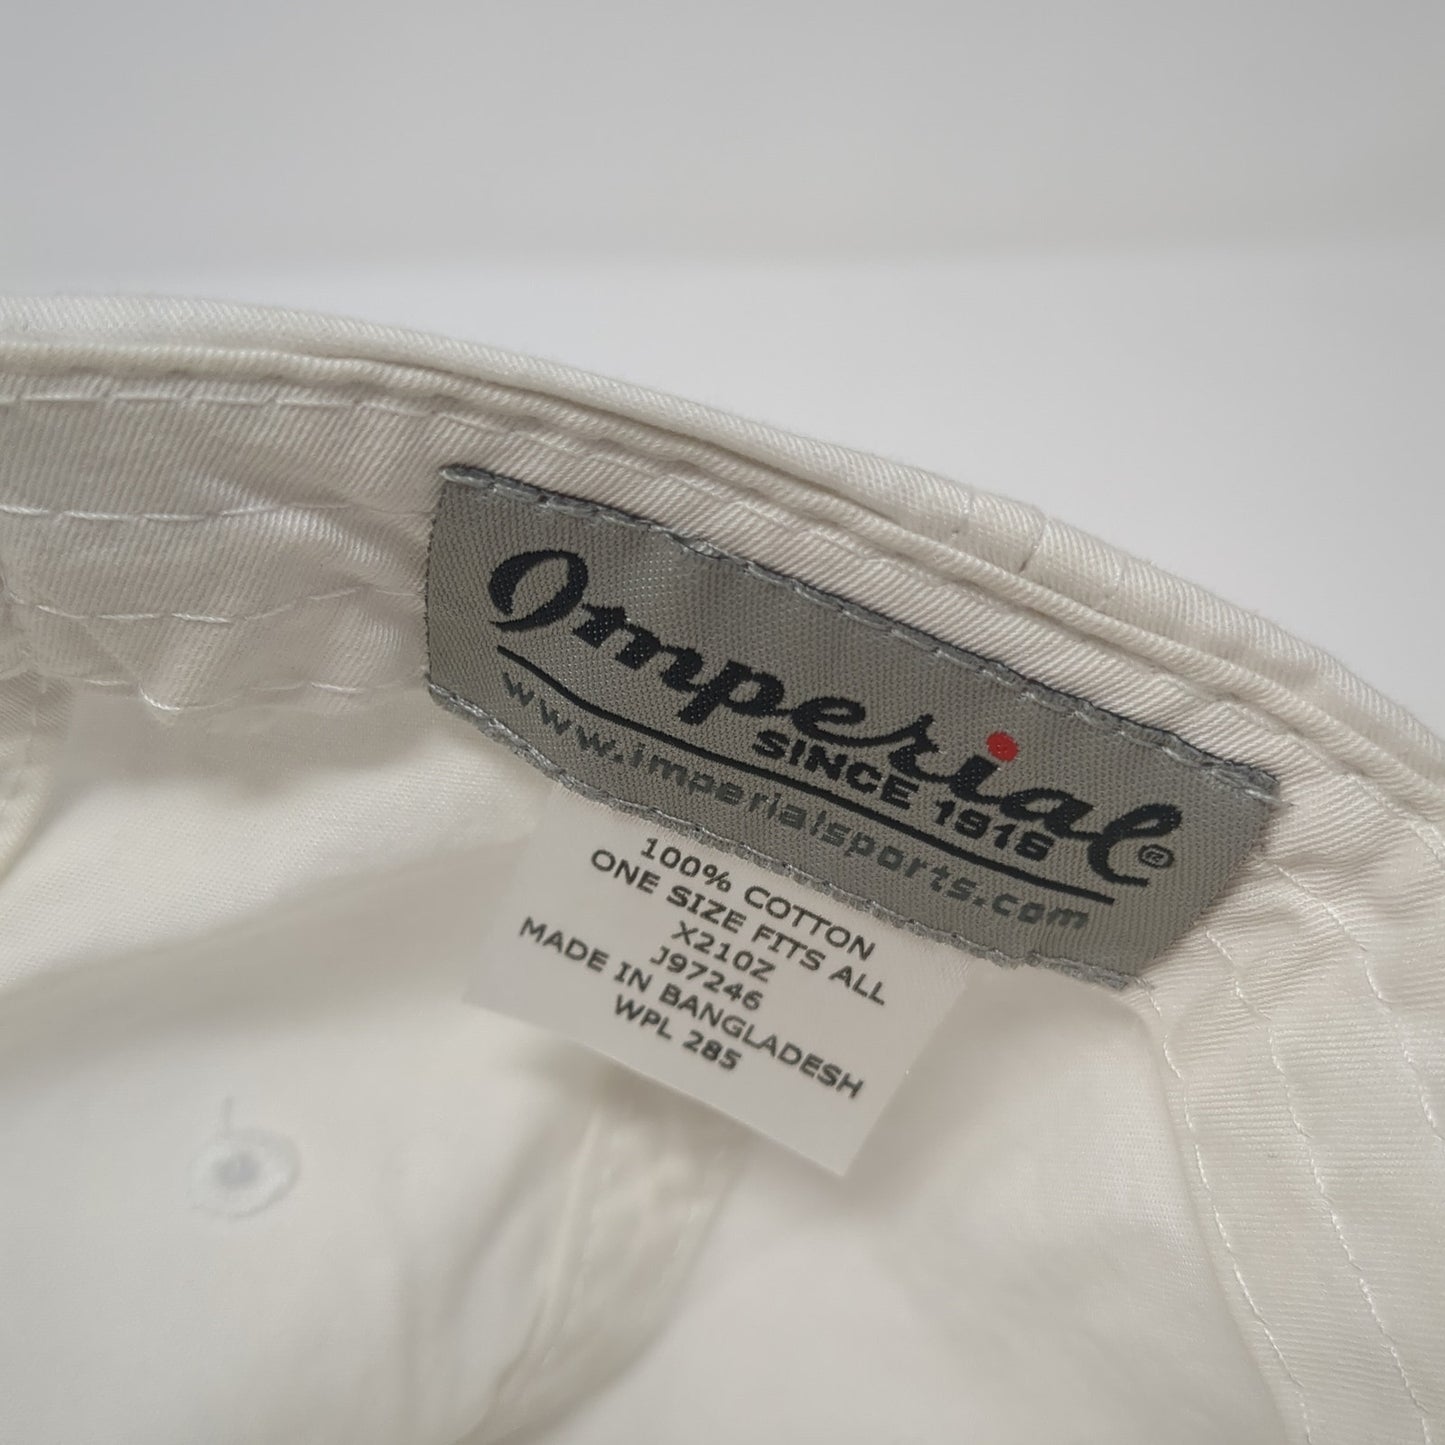 Imperial®
SINCE 1916
www.imperialsports.com
100% COTTON
ONE SIZE FITS ALL
X210Z
J97246
MADE IN BANGLADESH
WPL 285